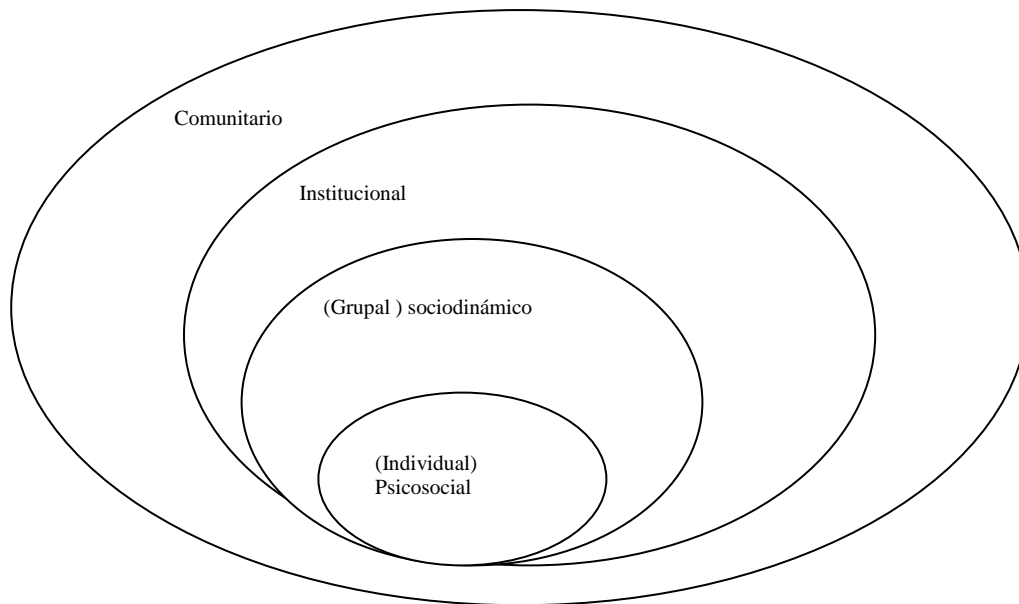 Comunitario
Institucional
(Grupal ) sociodinámico
(Individual)
Psicosocial